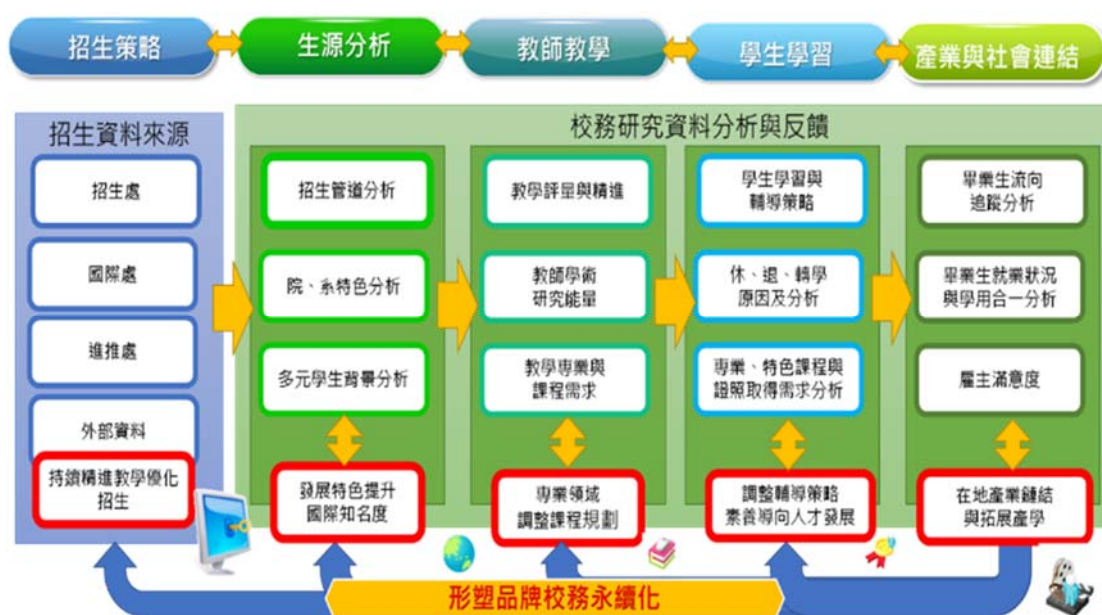 招生策略
生源分析
教師教學
學生學習
產業與社會連結
招生資料來源
招生處
國際處
進推處
外部資料
持續精進教學優化
招生
校務研究資料分析與反饋
招生管道分析
院、系特色分析
多元學生背景分析
發展特色提升
國際知名度
教學評量與精進
教師學術
研究能量
教學專業與
課程需求
專業領域
調整課程規劃
學生學習與
輔導策略
休、退、轉學
原因及分析
專業、特色課程與
證照取得需求分析
調整輔導策略
素養導向人才發展
畢業生流向
追蹤分析
畢業生就業狀況
與學用合一分析
雇主滿意度
在地產業鏈結
與拓展產學
形塑品牌校務永續化